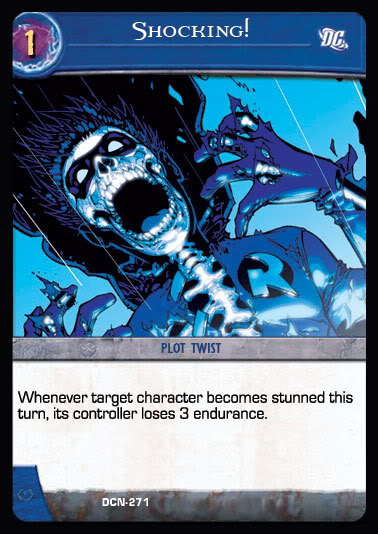 1
Shocking!
DC
R
PLOT TWIST
Whenever target character becomes stunned this
turn, its controller loses 3 endurance.
DCN-271